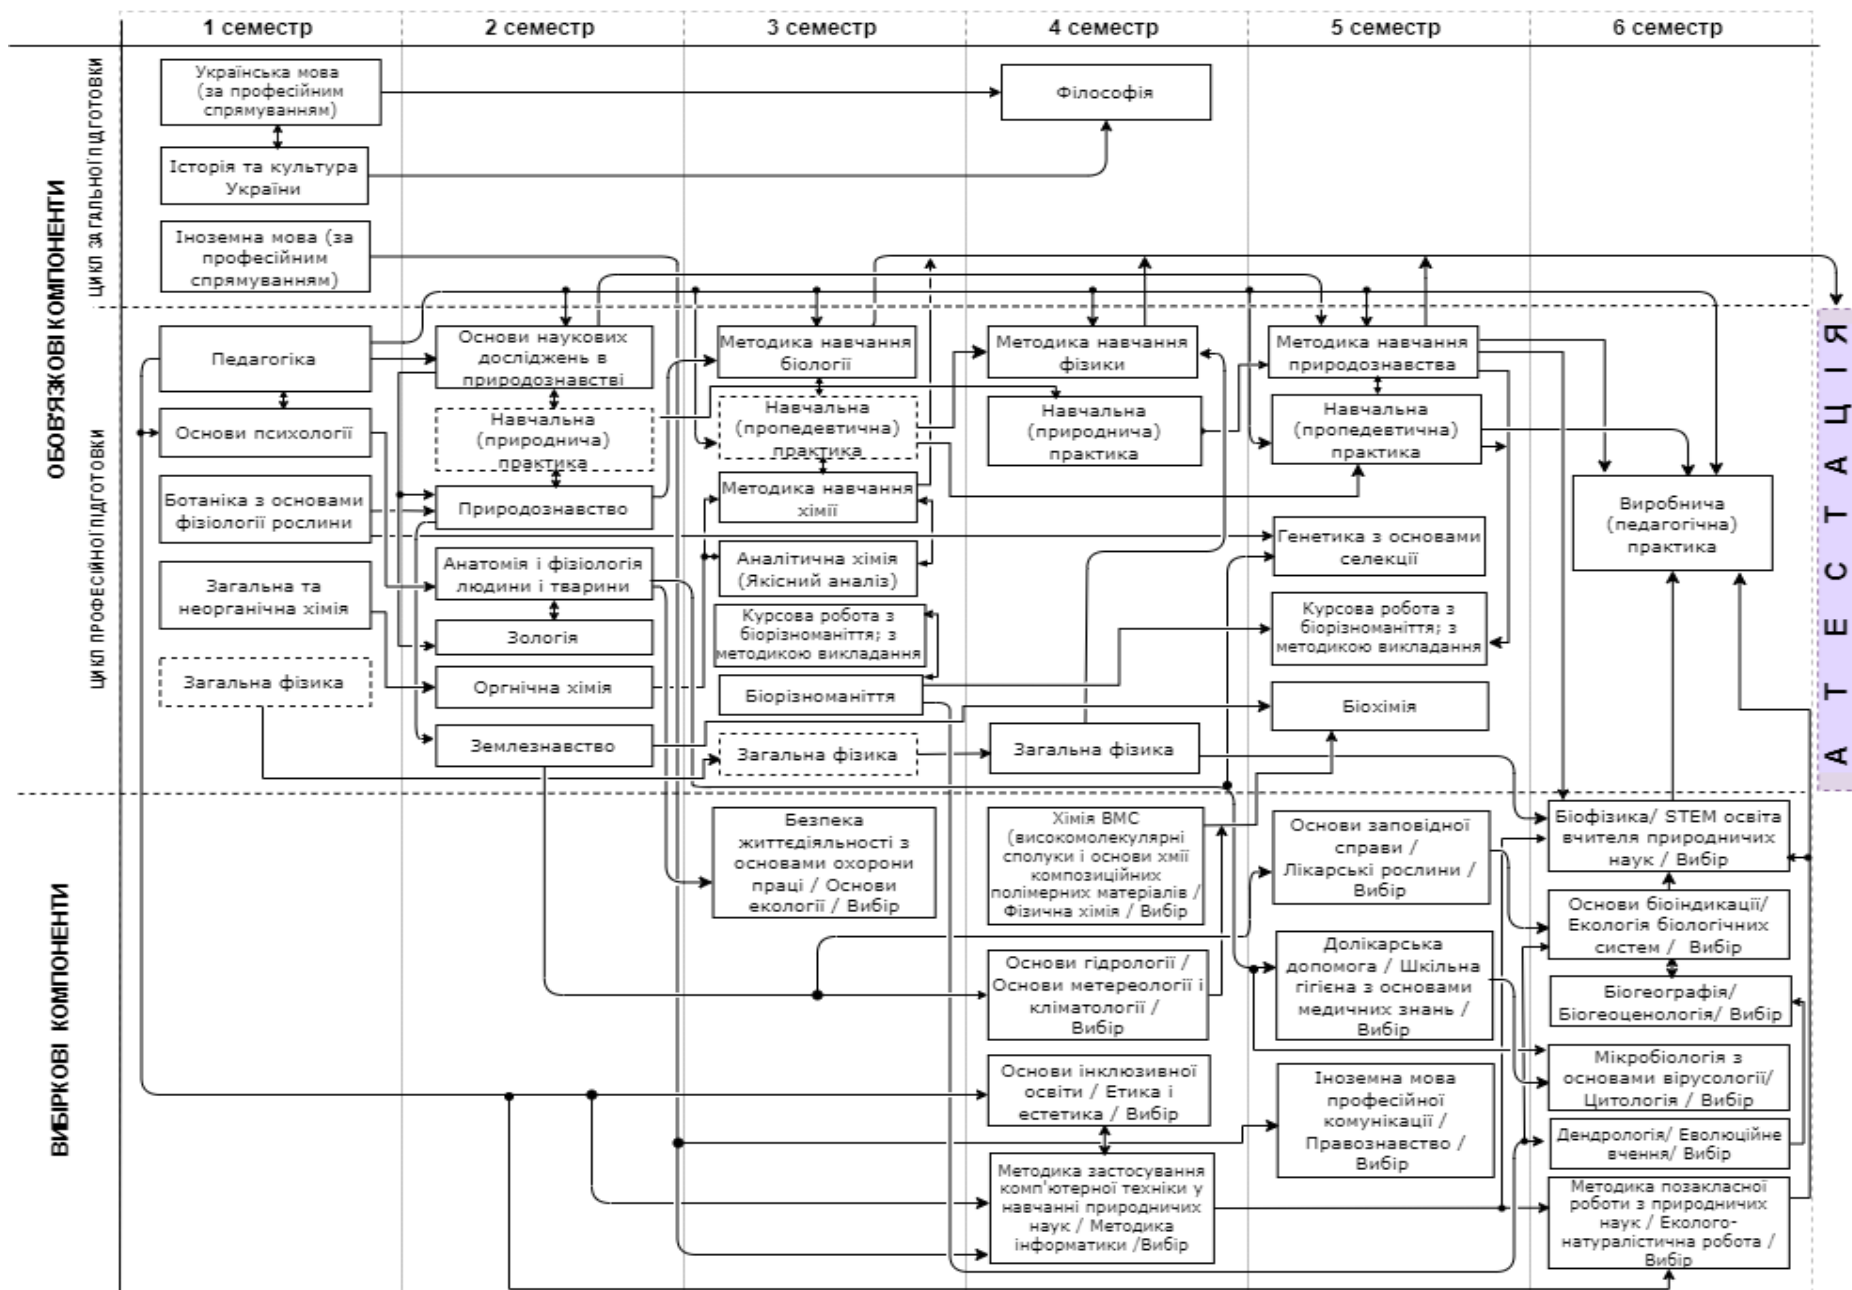 1 семестр
2 семестр
3 семестр
4 семестр
5 семестр
6 семестр
ОБОВ'ЯЗКОВІ КОМПОНЕНТИ
ЦИКЛ ЗАГАЛЬНОЇ ПІДГОТОВКИ
Українська мова
(за професійним
спрямуванням)
Філософія
Історія та культура
України
Іноземна мова (за
професійним
спрямуванням)
ЦИКЛ ПРОФЕСІЙНОЇ ПІДГОТОВКИ
Педагогіка
Основи психології
Ботаніка з основами
фізіології рослини
Загальна та
неорганічна хімія
Загальна фізика
Основи наукових
досліджень в
природознавстві
Навчальна
(природнича)
практика
Природознавство
Анатомія і фізіологія
людини і тварини
Зологія
Оргнічна хімія
Землезнавство
Методика навчання
біології
Навчальна
(пропедевтична)
практика
Методика навчання
хімії
Аналітична хімія
(Якісний аналіз)
Курсова робота з
біорізноманіття; з
методикою викладання
Біорізноманіття
Загальна фізика
Методика навчання
фізики
Навчальна
(природнича)
практика
Загальна фізика
Методика навчання
природознавства
Навчальна
(пропедевтична)
практика
Генетика з основами
селекції
Курсова робота з
біорізноманіття; з
методикою викладання
Біохімія
Виробнича
(педагогічна)
практика
АТЕСТАЦІЯ
ВИБІРКОВІ КОМПОНЕНТИ
Безпека
життєдіяльності з
основами охорони
праці / Основи
екології / Вибір
Хімія ВМС
(високомолекулярні
сполуки і основи хмії
композиційних
полімерних матеріалів /
Фізична хімія / Вибір
Основи гідрології /
Основи метереології і
кліматології /
Вибір
Основи інклюзивної
освіти / Етика і
естетика / Вибір
Методика застосування
комп'ютерної техніки у
навчанні природничих
наук / Методика
інформатики /Вибір
Основи заповідної
справи /
Лікарські рослини /
Вибір
Долікарська
допомога / Шкільна
гігієна з основами
медичних знань /
Вибір
Іноземна мова
професійної
комунікації /
Правознавство /
Вибір
Біофізика/ STEM освіта
вчителя природничих
наук / Вибір
Основи біоіндикації/
Екологія біологічних
систем / Вибір
Біогеографія/
Біогеоценологія/ Вибір
Мікробіологія з
основами вірусології/
Цитологія / Вибір
Дендрологія/ Еволюційне
вчення/ Вибір
Методика позакласної
роботи з природничих
наук / Еколого-
натуралістична робота /
Вибір